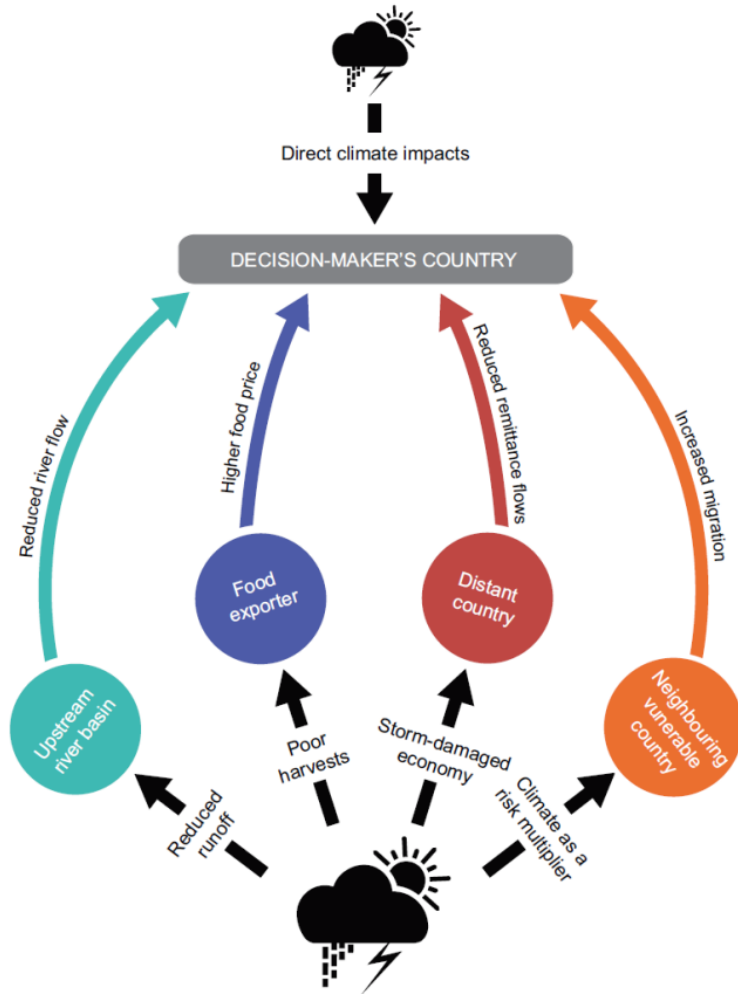 Direct climate impacts
DECISION-MAKER'S COUNTRY
Reduced river flow
Higher food price
Reduced remittance flows
Increased migration
Food
exporter
Distant
country
Upstream
river basin
Neighbouring
vunerable
country
Reduced
runoff
Poor
harvests
Storm-damaged
economy
Climate as a
risk multiplier